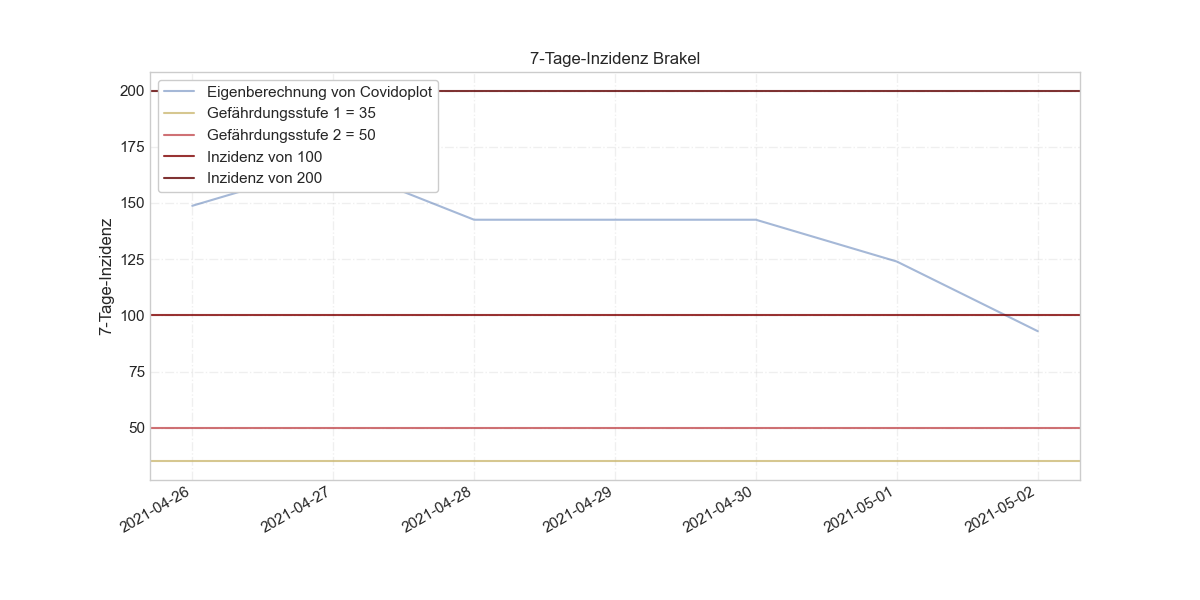 7-Tage-Inzidenz Brakel
Eigenberechnung von Covidoplot
Gefährdungsstufe 1 = 35
Gefährdungsstufe 2 = 50
Inzidenz von 100
Inzidenz von 200
7-Tage-Inzidenz
200
175
150
125
100
75
50
2021-04-26
2021-04-27
2021-04-28
2021-04-29
2021-04-30
2021-05-01
2021-05-02